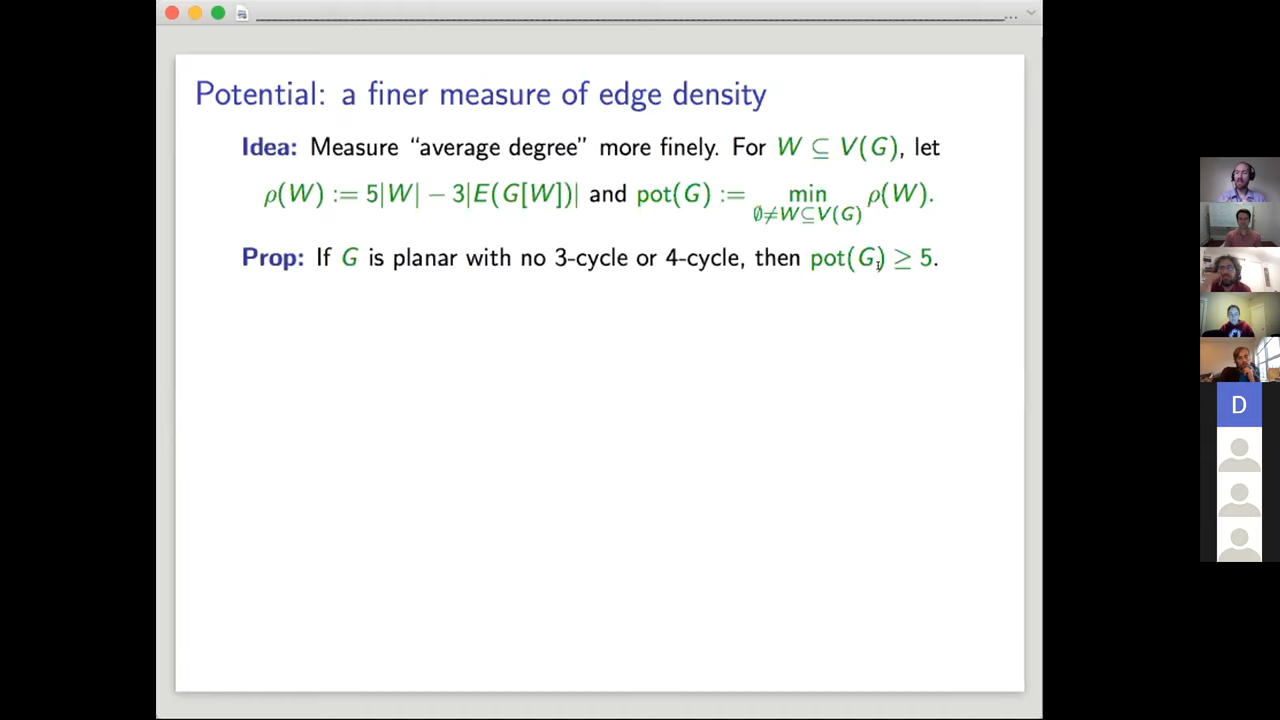 Potential: a finer measure of edge density
Idea: Measure “average degree” more finely. For W ⊆ V(G), let
ρ(W) := 5|W| − 3|E(G[W])| and pot(G) := min ρ(W).
∅≠W⊆V(G)
Prop: If G is planar with no 3-cycle or 4-cycle, then pot(G) ≥ 5.
D